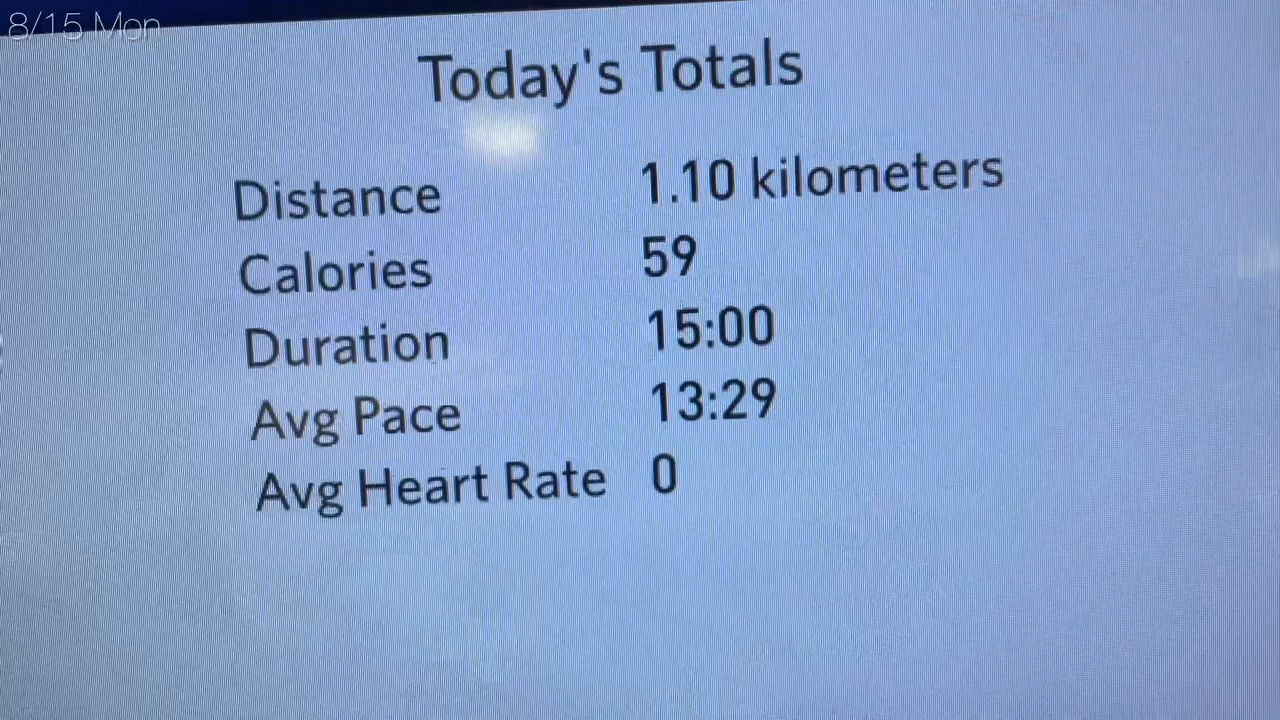 8/15 Mon
Today's Totals
Distance 1.10 kilometers
Calories 59
Duration 15:00
Avg Pace 13:29
Avg Heart Rate 0